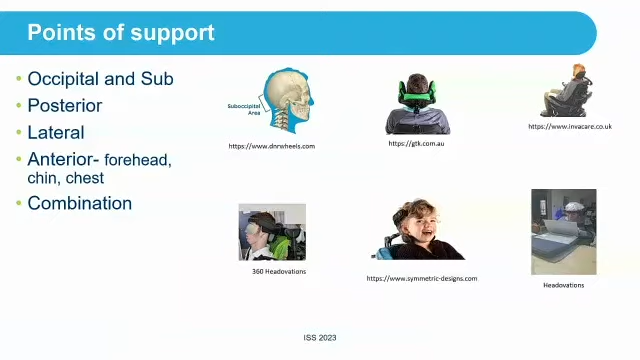 Points of support
• Occipital and Sub
• Posterior
• Lateral
• Anterior- forehead,
chin, chest
• Combination
Suboccipital
Area
https://www.dnrwheels.com
https://gtk.com.au
https://www.invacare.co.uk
360 Headovations
https://www.symmetric-designs.com
Headovations
ISS 2023